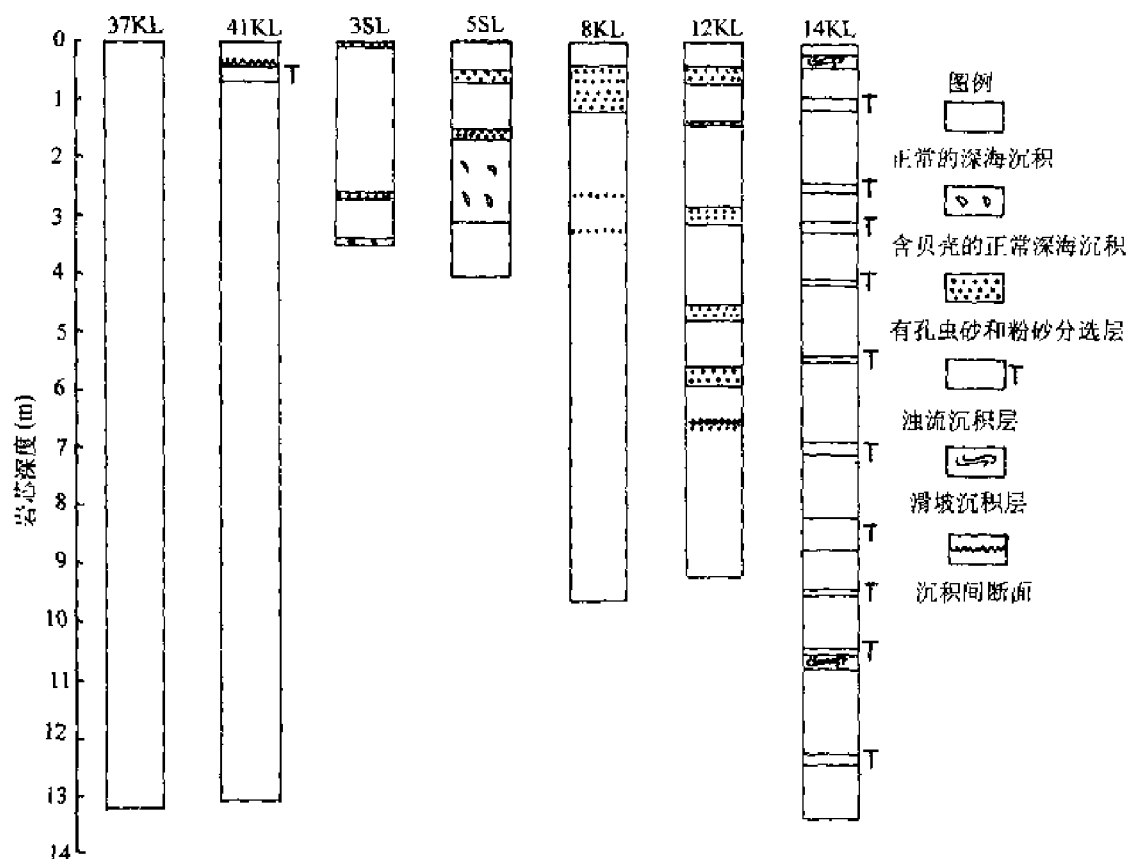 37KL 41KL 3SL 5SL 8KL 12KL 14KL
0
1
2
3
4
5
6
7
8
9
10
11
12
13
14
岩芯深度(m)
T
T
T
T
T
T
T
T
T
T
T
T
图例
正常的深海沉积
含贝壳的正常深海沉积
有孔虫砂和粉砂分选层
T
浊流沉积层
滑坡沉积层
沉积间断面